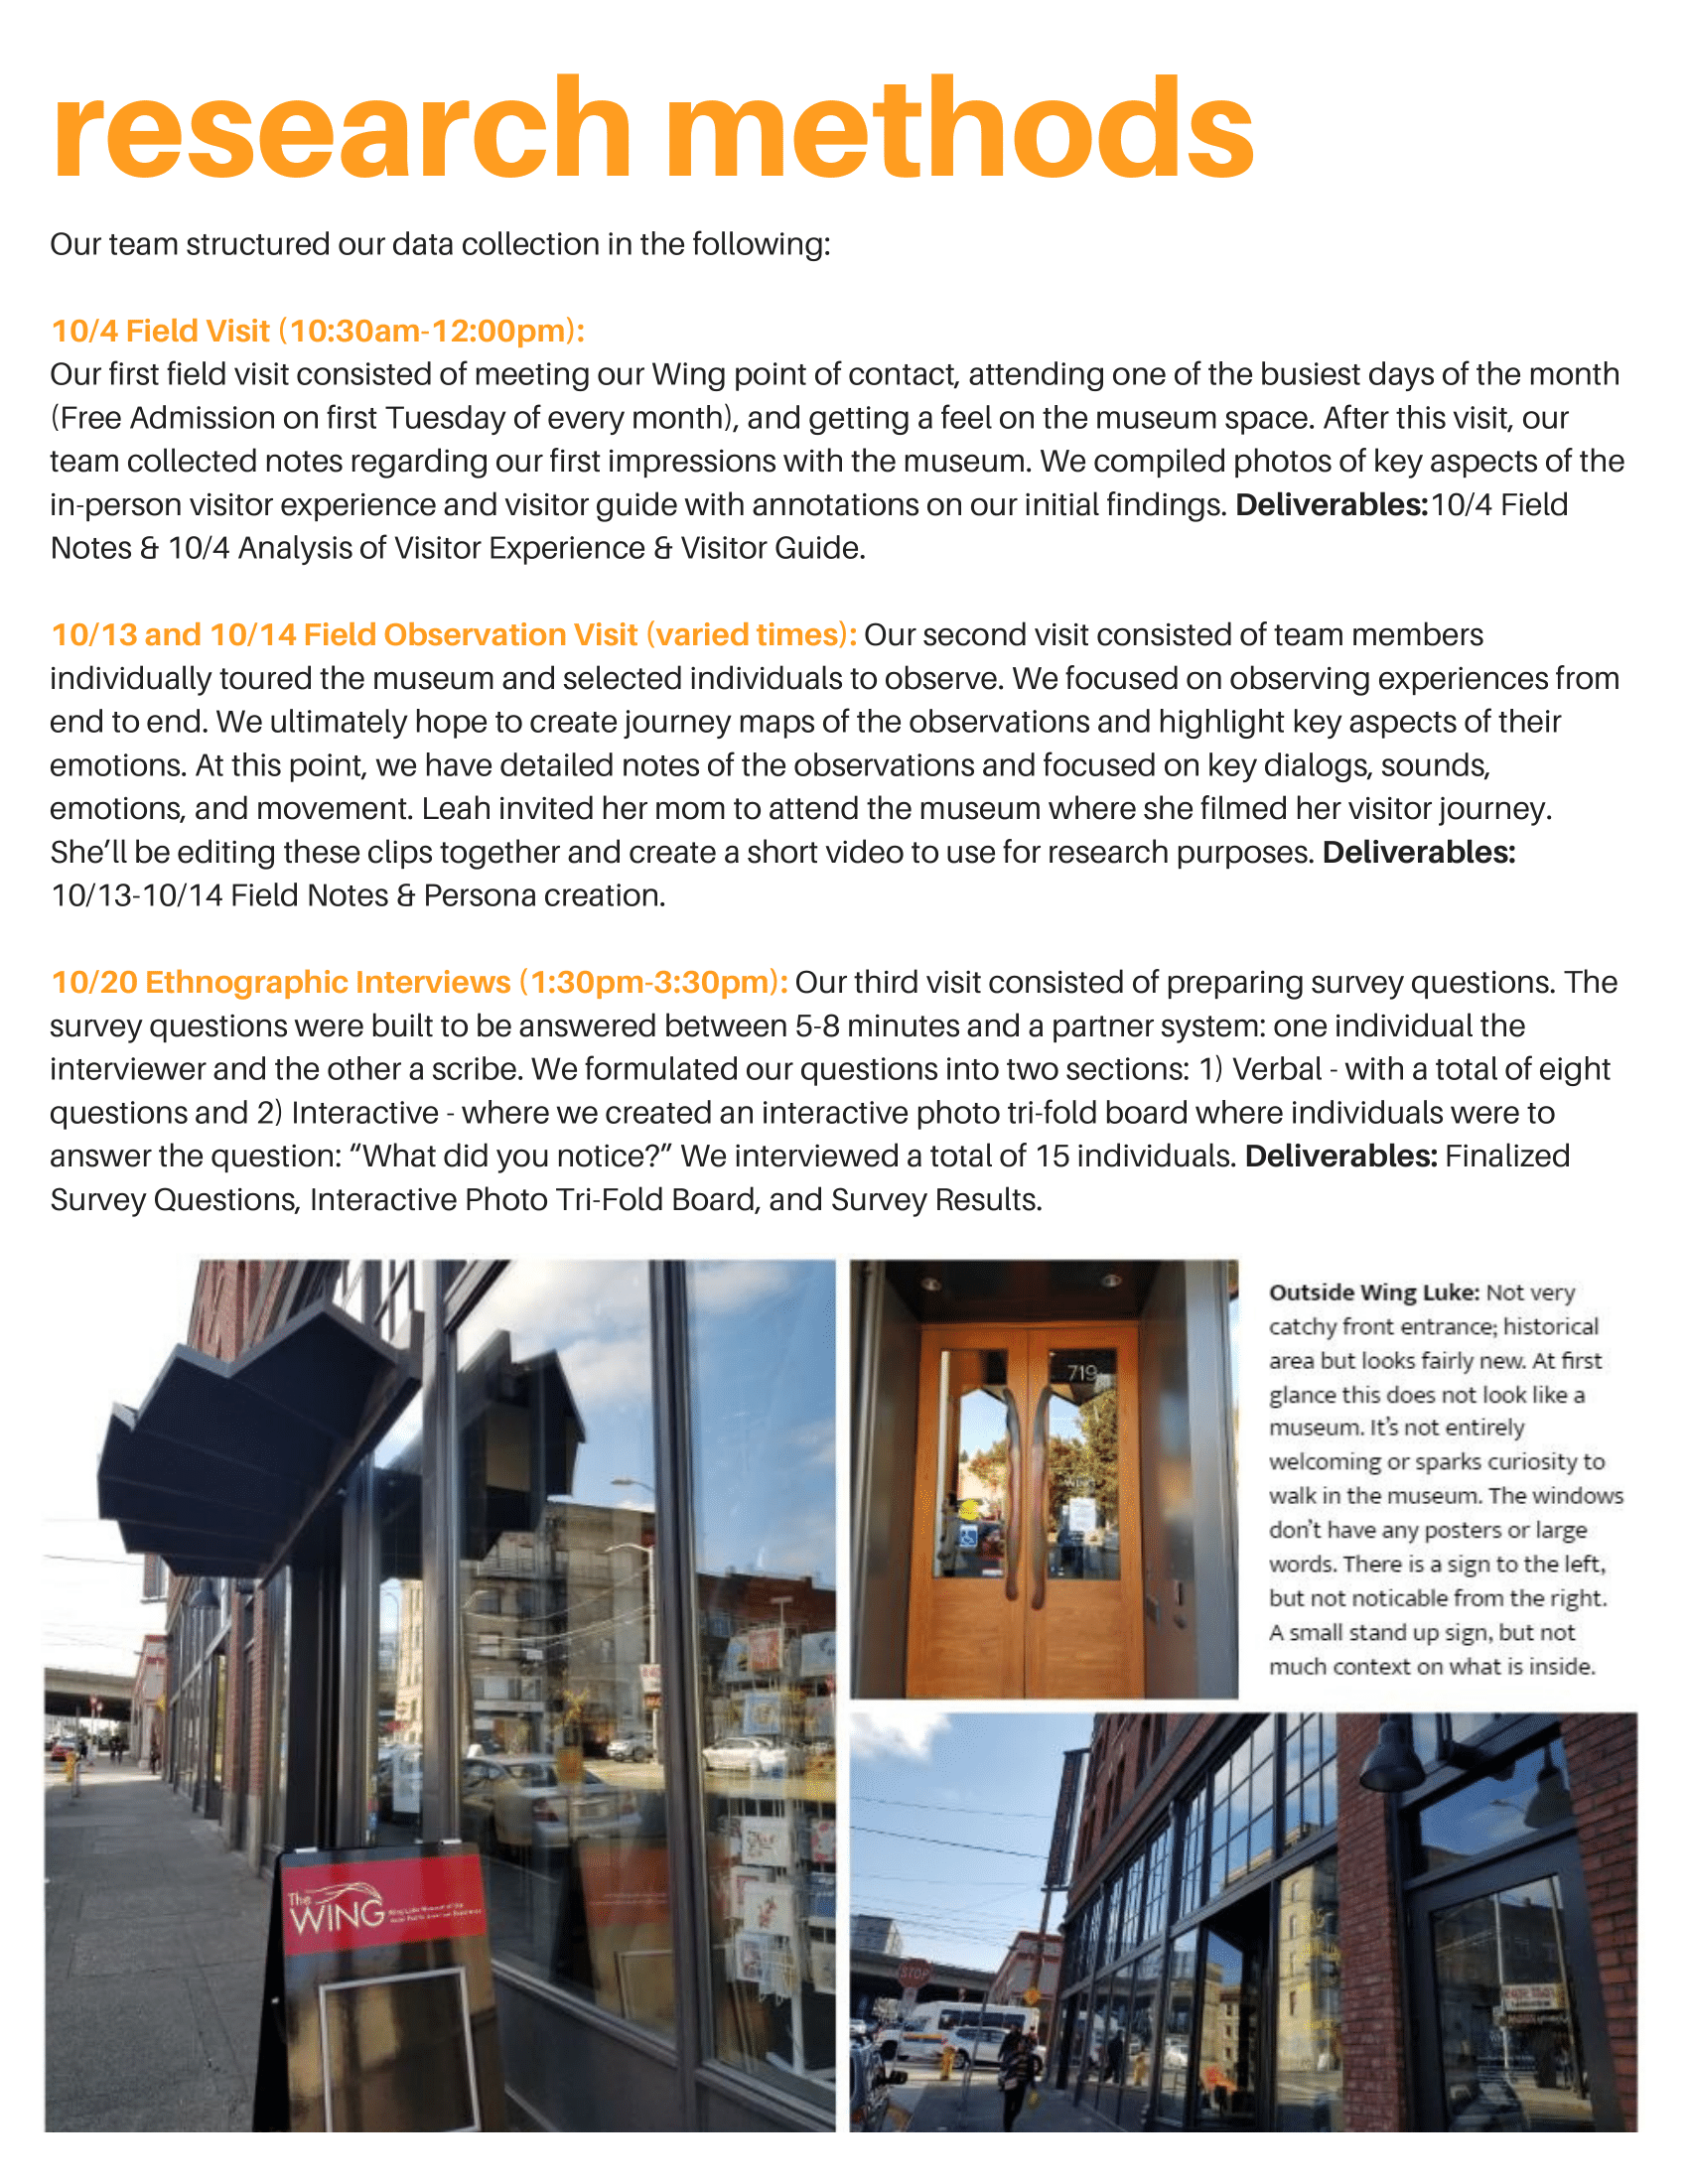 research methods
Our team structured our data collection in the following:
10/4 Field Visit (10:30am-12:00pm):
Our first field visit consisted of meeting our Wing point of contact, attending one of the busiest days of the month
(Free Admission on first Tuesday of every month), and getting a feel on the museum space. After this visit, our
team collected notes regarding our first impressions with the museum. We compiled photos of key aspects of the
in-person visitor experience and visitor guide with annotations on our initial findings. Deliverables:10/4 Field
Notes & 10/4 Analysis of Visitor Experience & Visitor Guide.
10/13 and 10/14 Field Observation Visit (varied times): Our second visit consisted of team members
individually toured the museum and selected individuals to observe. We focused on observing experiences from
end to end. We ultimately hope to create journey maps of the observations and highlight key aspects of their
emotions. At this point, we have detailed notes of the observations and focused on key dialogs, sounds,
emotions, and movement. Leah invited her mom to attend the museum where she filmed her visitor journey.
She'll be editing these clips together and create a short video to use for research purposes. Deliverables:
10/13-10/14 Field Notes & Persona creation.
10/20 Ethnographic Interviews (1:30pm-3:30pm): Our third visit consisted of preparing survey questions. The
survey questions were built to be answered between 5-8 minutes and a partner system: one individual the
interviewer and the other a scribe. We formulated our questions into two sections: 1) Verbal - with a total of eight
questions and 2) Interactive - where we created an interactive photo tri-fold board where individuals were to
answer the question: “What did you notice?” We interviewed a total of 15 individuals. Deliverables: Finalized
Survey Questions, Interactive Photo Tri-Fold Board, and Survey Results.
Outside Wing Luke: Not very
catchy front entrance; historical
area but looks fairly new. At first
glance this does not look like a
museum. It's not entirely
welcoming or sparks curiosity to
walk in the museum. The windows
don't have any posters or large
words. There is a sign to the left,
but not noticable from the right.
A small stand up sign, but not
much context on what is inside.
719
The
WING
STOP